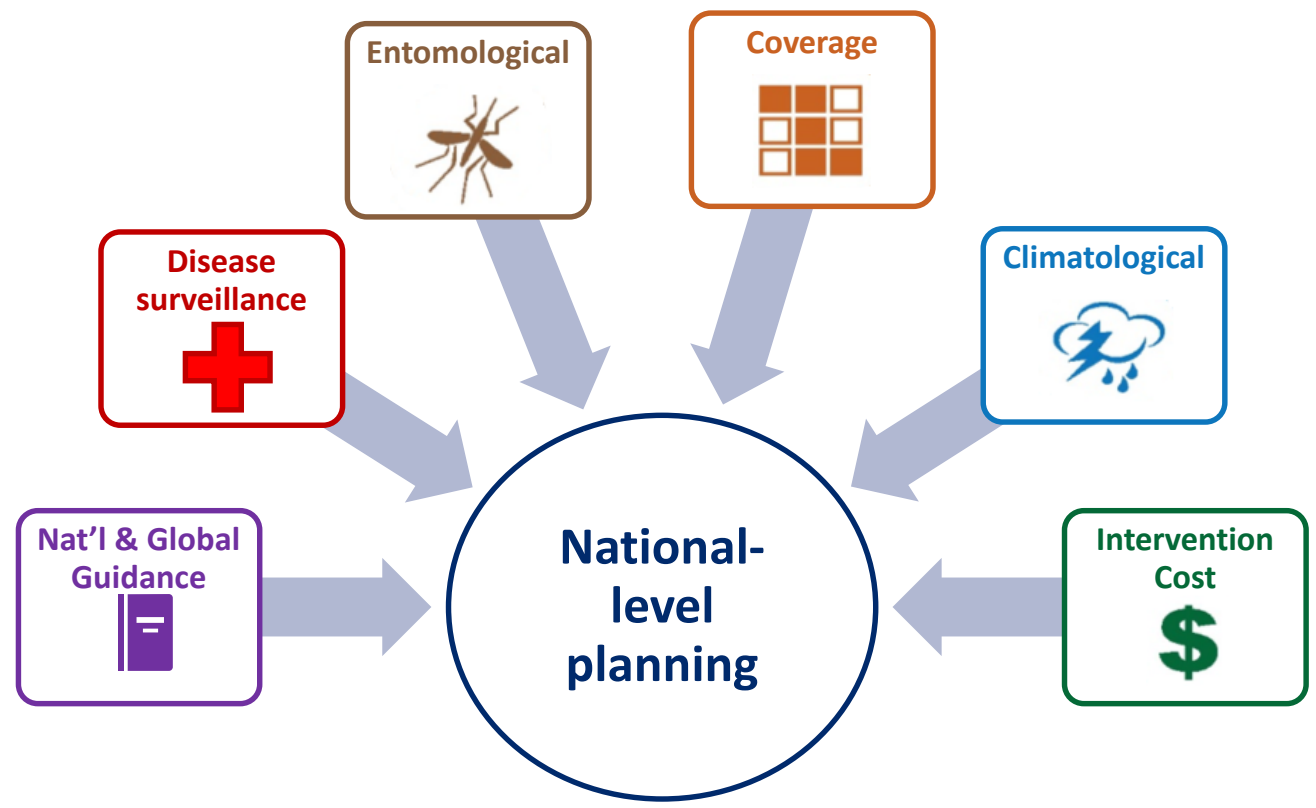 Entomological
Coverage
Disease
surveillance
Climatological
Nat’l & Global
Guidance
National-
level
planning
Intervention
Cost
$